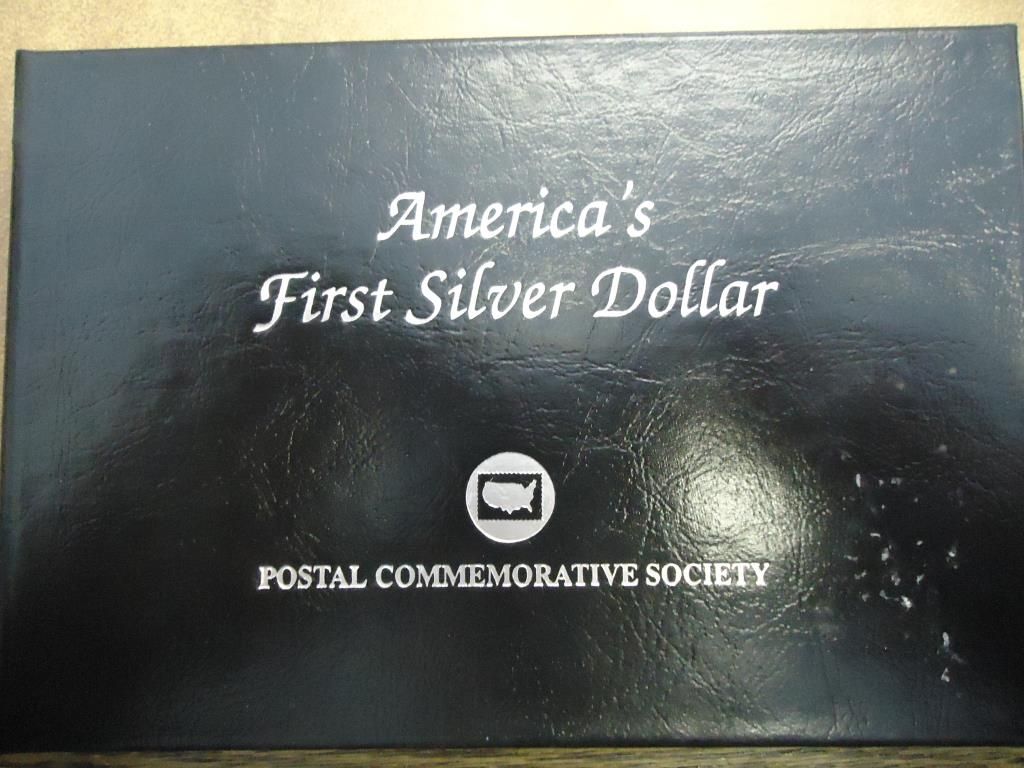 America's
First Silver Dollar
POSTAL COMMEMORATIVE SOCIETY